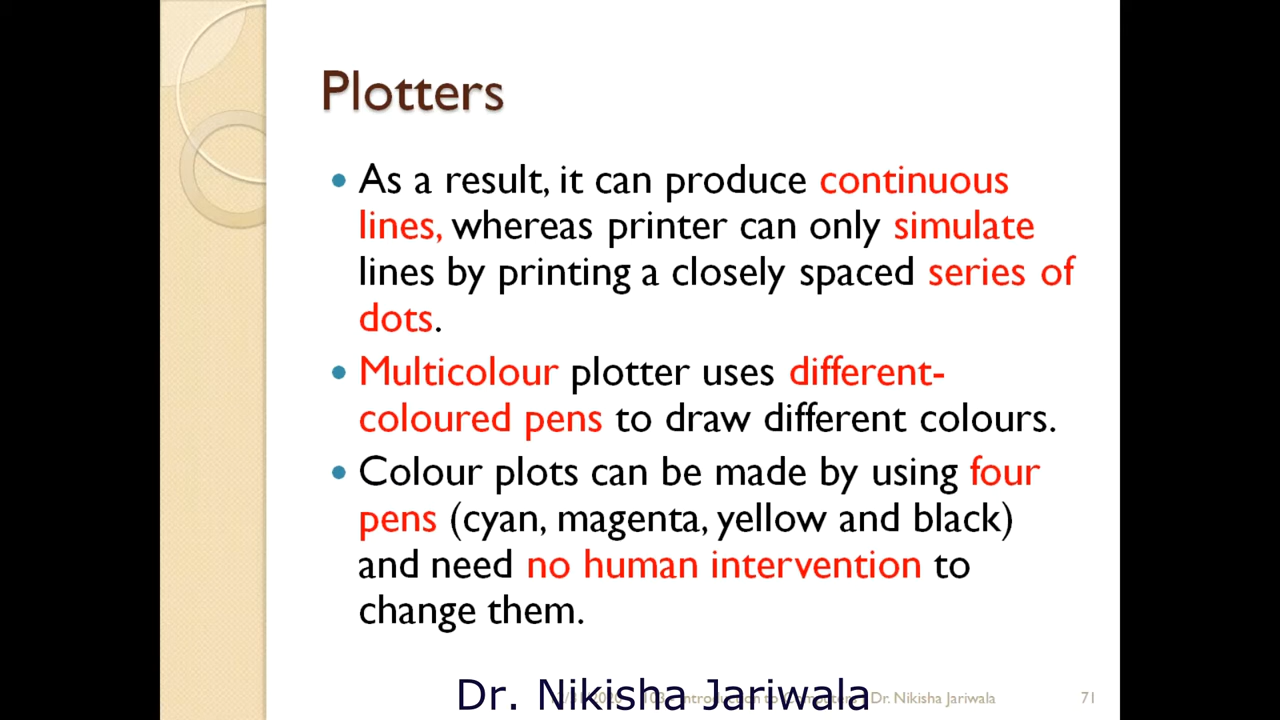 Plotters
• As a result, it can produce continuous
lines, whereas printer can only simulate
lines by printing a closely spaced series of
dots.
• Multicolour plotter uses different-
coloured pens to draw different colours.
• Colour plots can be made by using four
pens (cyan, magenta, yellow and black)
and need no human intervention to
change them.
Dr. Nikisha Jariwala
Introduction to Dr. Nikisha Jariwala 71